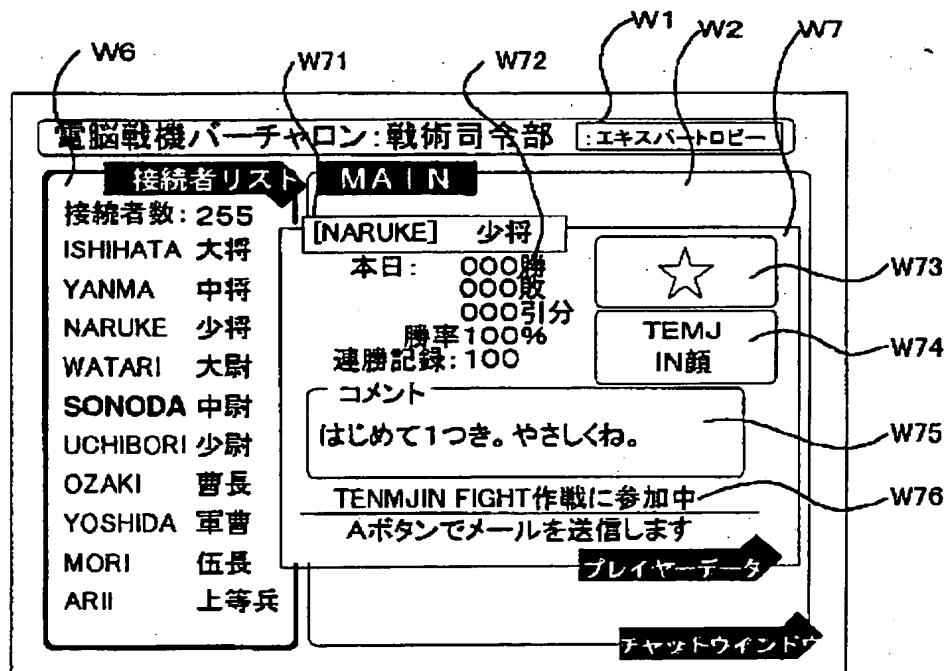 W6
W71
W72
W1
W2
W7
電脳戦機バーチャロン:戦術司令部
:エキスパートロビー
接続者リスト
MAIN
接続者数:255
ISHIHATA 大将
YANMA 中将
NARUKE 少将
WATARI 大尉
SONODA 中尉
UCHIBORI 少尉
OZAKI 曹長
YOSHIDA 軍曹
MORI 伍長
ARII 上等兵
[NARUKE] 少将
本日: 000勝
000敗
000引分
勝率100%
連勝記録:100
☆
W73
TEMJ
IN顔
W74
コメント
はじめて1つき。やさしくね。
W75
TENMJIN FIGHT作戦に参加中
W76
Aボタンでメールを送信します
プレイヤーデータ
チャットウインドウ